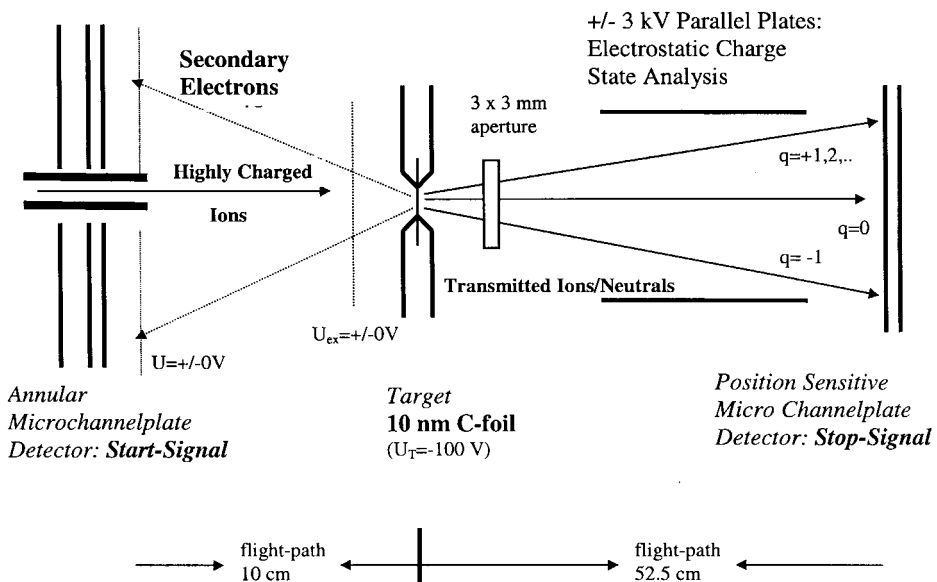 +/- 3 kV Parallel Plates:
Electrostatic Charge
State Analysis
Secondary
Electrons
3 x 3 mm
aperture
Highly Charged
Ions
q=+1,2,..
q=0
q= -1
Transmitted Ions/Neutrals
U=+/-0V
Uex=+/-0V
Annular
Microchannelplate
Detector: Start-Signal
Target
10 nm C-foil
(UT=-100 V)
Position Sensitive
Micro Channelplate
Detector: Stop-Signal
flight-path
10 cm
flight-path
52.5 cm